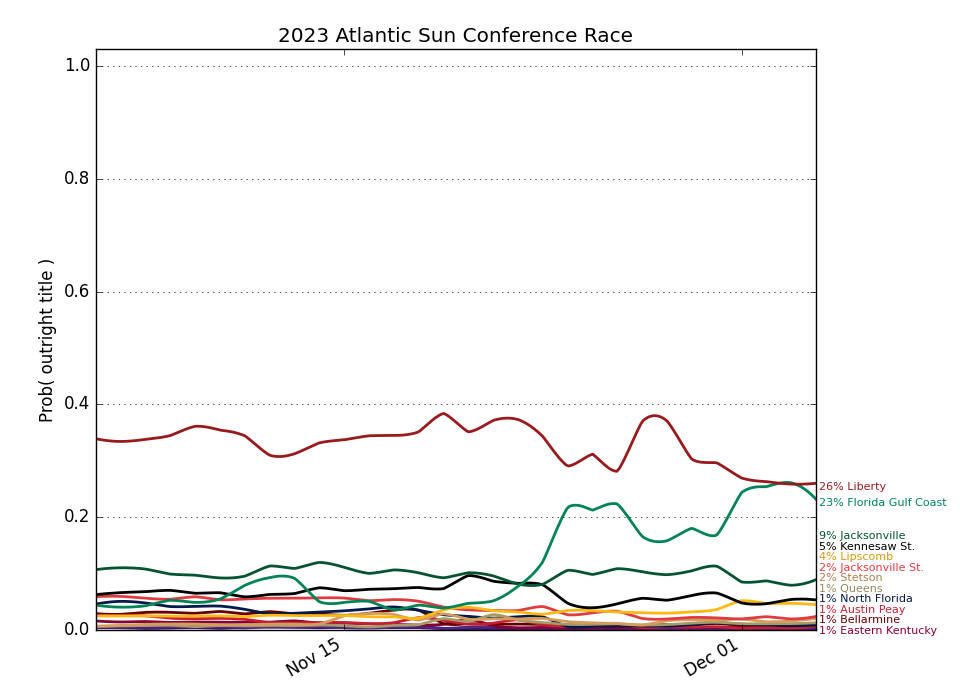 2023 Atlantic Sun Conference Race
Prob( outright title )
1.0
0.8
0.6
0.4
0.2
0.0
Nov 15
Dec 01
26% Liberty
23% Florida Gulf Coast
9% Jacksonville
5% Kennesaw St.
4% Lipscomb
2% Jacksonville St.
2% Stetson
1% Queens
1% North Florida
1% Austin Peay
1% Bellarmine
1% Eastern Kentucky